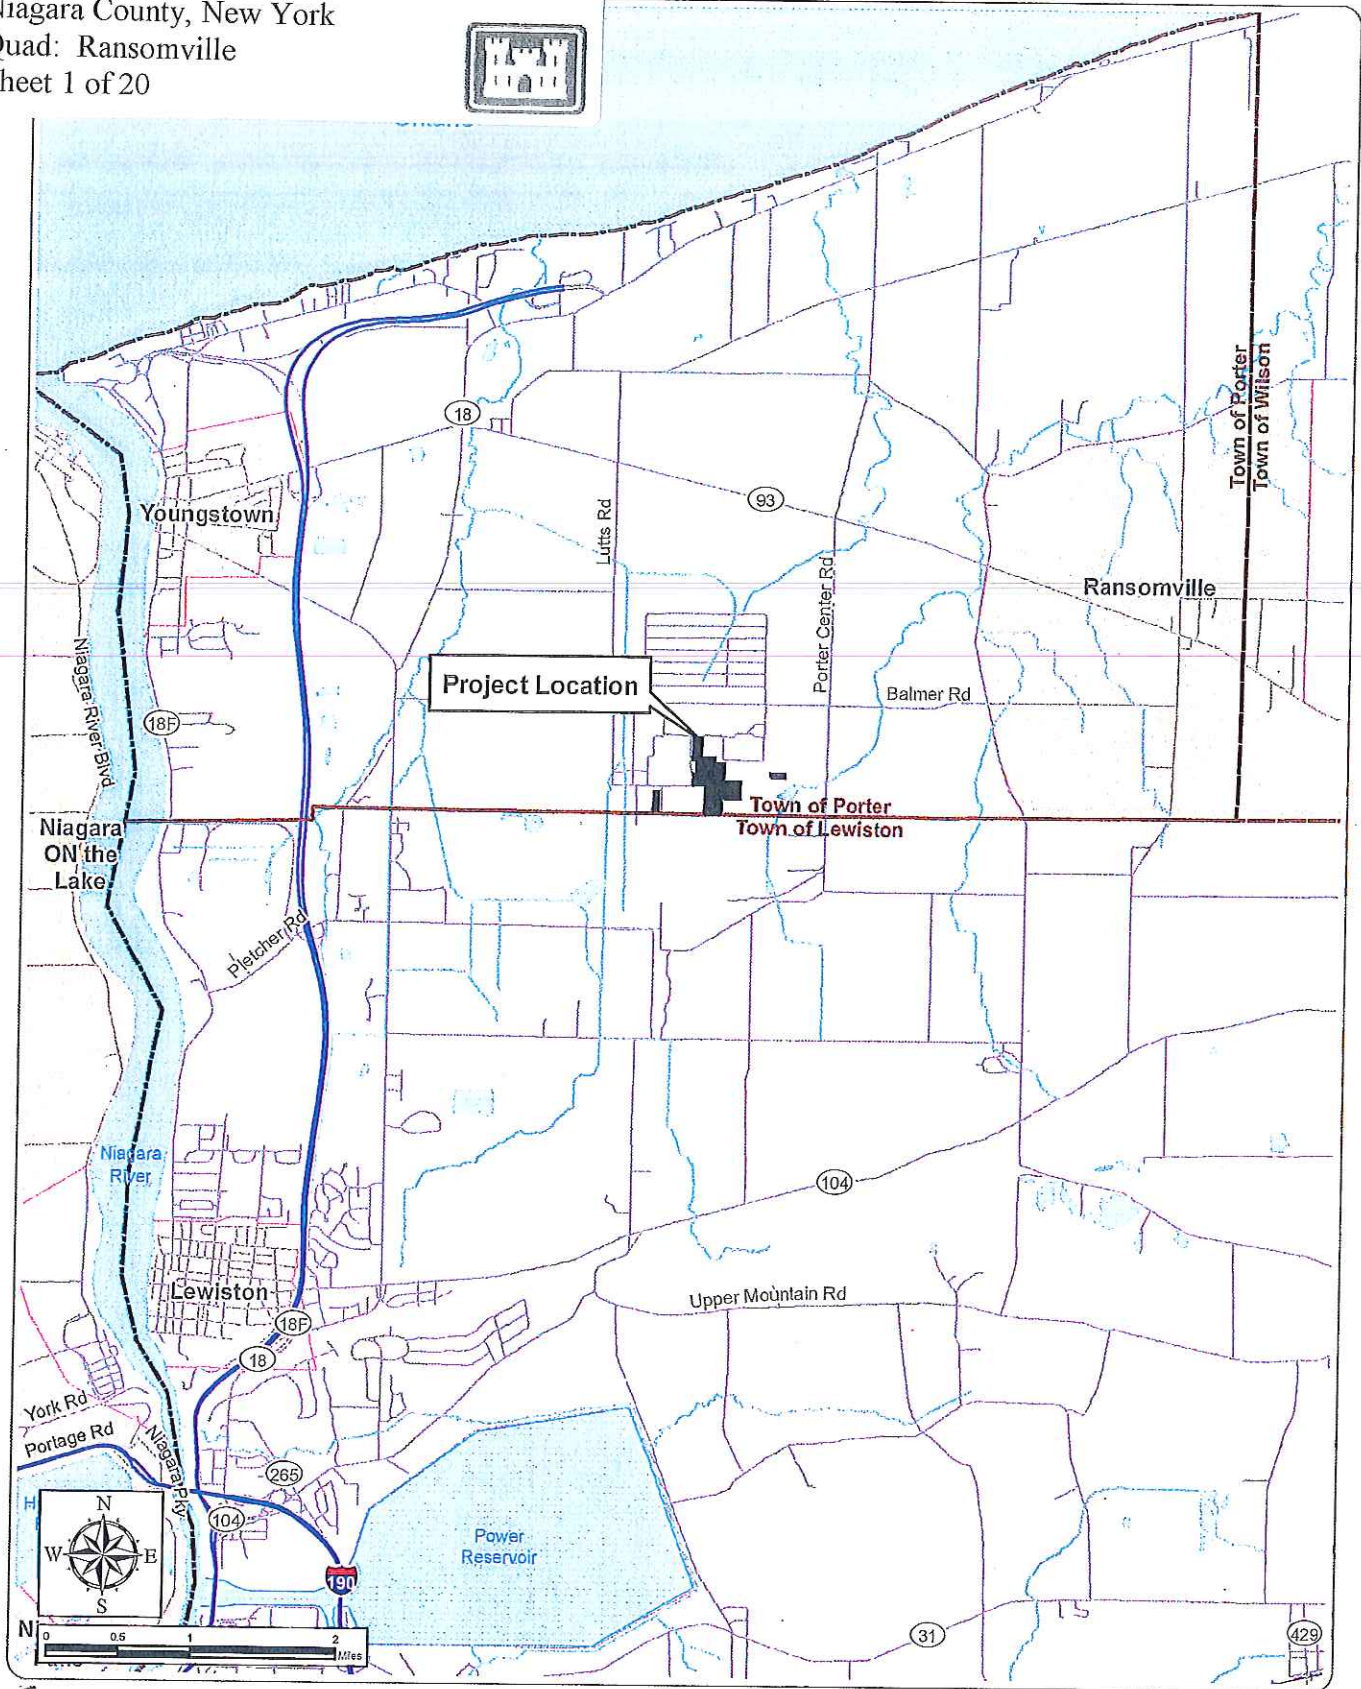 Niagara County, New York
Quad: Ransomville
Sheet 1 of 20
Ontario
18
Town of Porter
Town of Wilson
93
Youngstown
Lutts Rd
Porter Center Rd
Ransomville
Niagara River Blvd
Project Location
Balmer Rd
18F
Town of Porter
Town of Lewiston
Niagara
ON the
Lake
Pletcher Rd
Niagara
River
104
Lewiston
Upper Mountain Rd
18F
18
York Rd
Portage Rd
Niagara Pky
265
H
N
W
E
S
104
Power
Reservoir
190
N
0 0.5 1 2
Miles
31
429